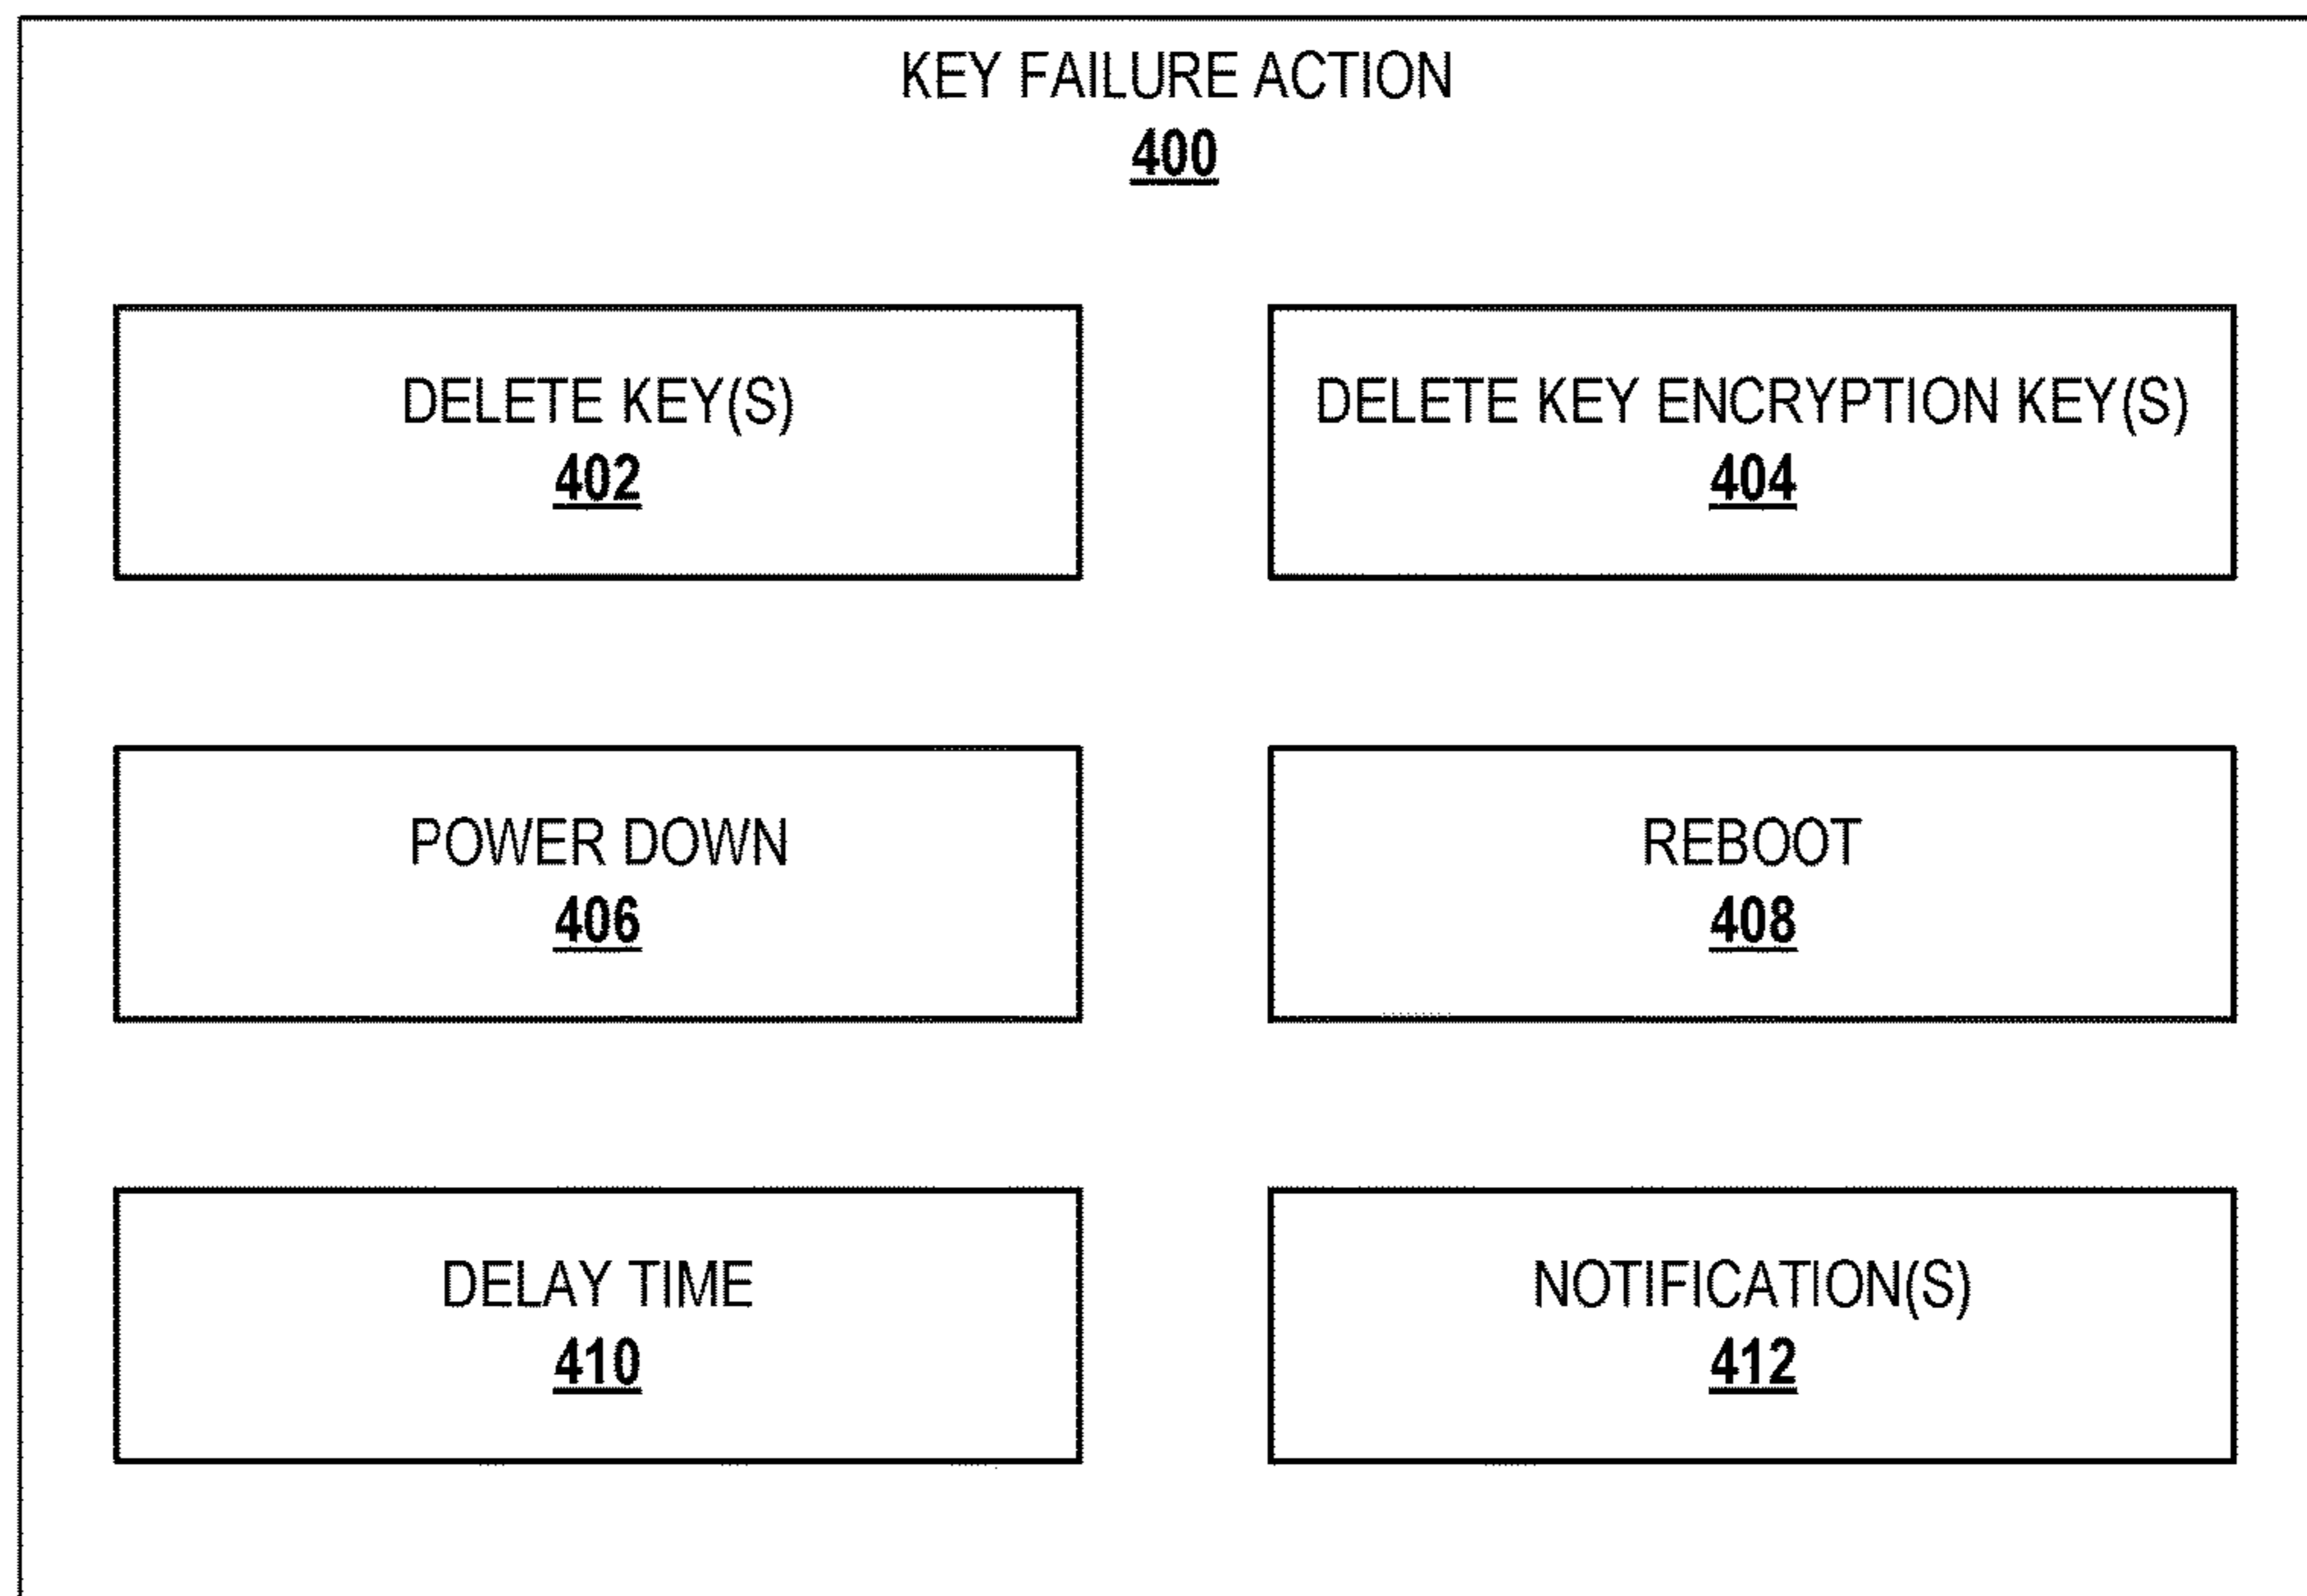 KEY FAILURE ACTION
400
DELETE KEY(S)
402
DELETE KEY ENCRYPTION KEY(S)
404
POWER DOWN
406
REBOOT
408
DELAY TIME
410
NOTIFICATION(S)
412